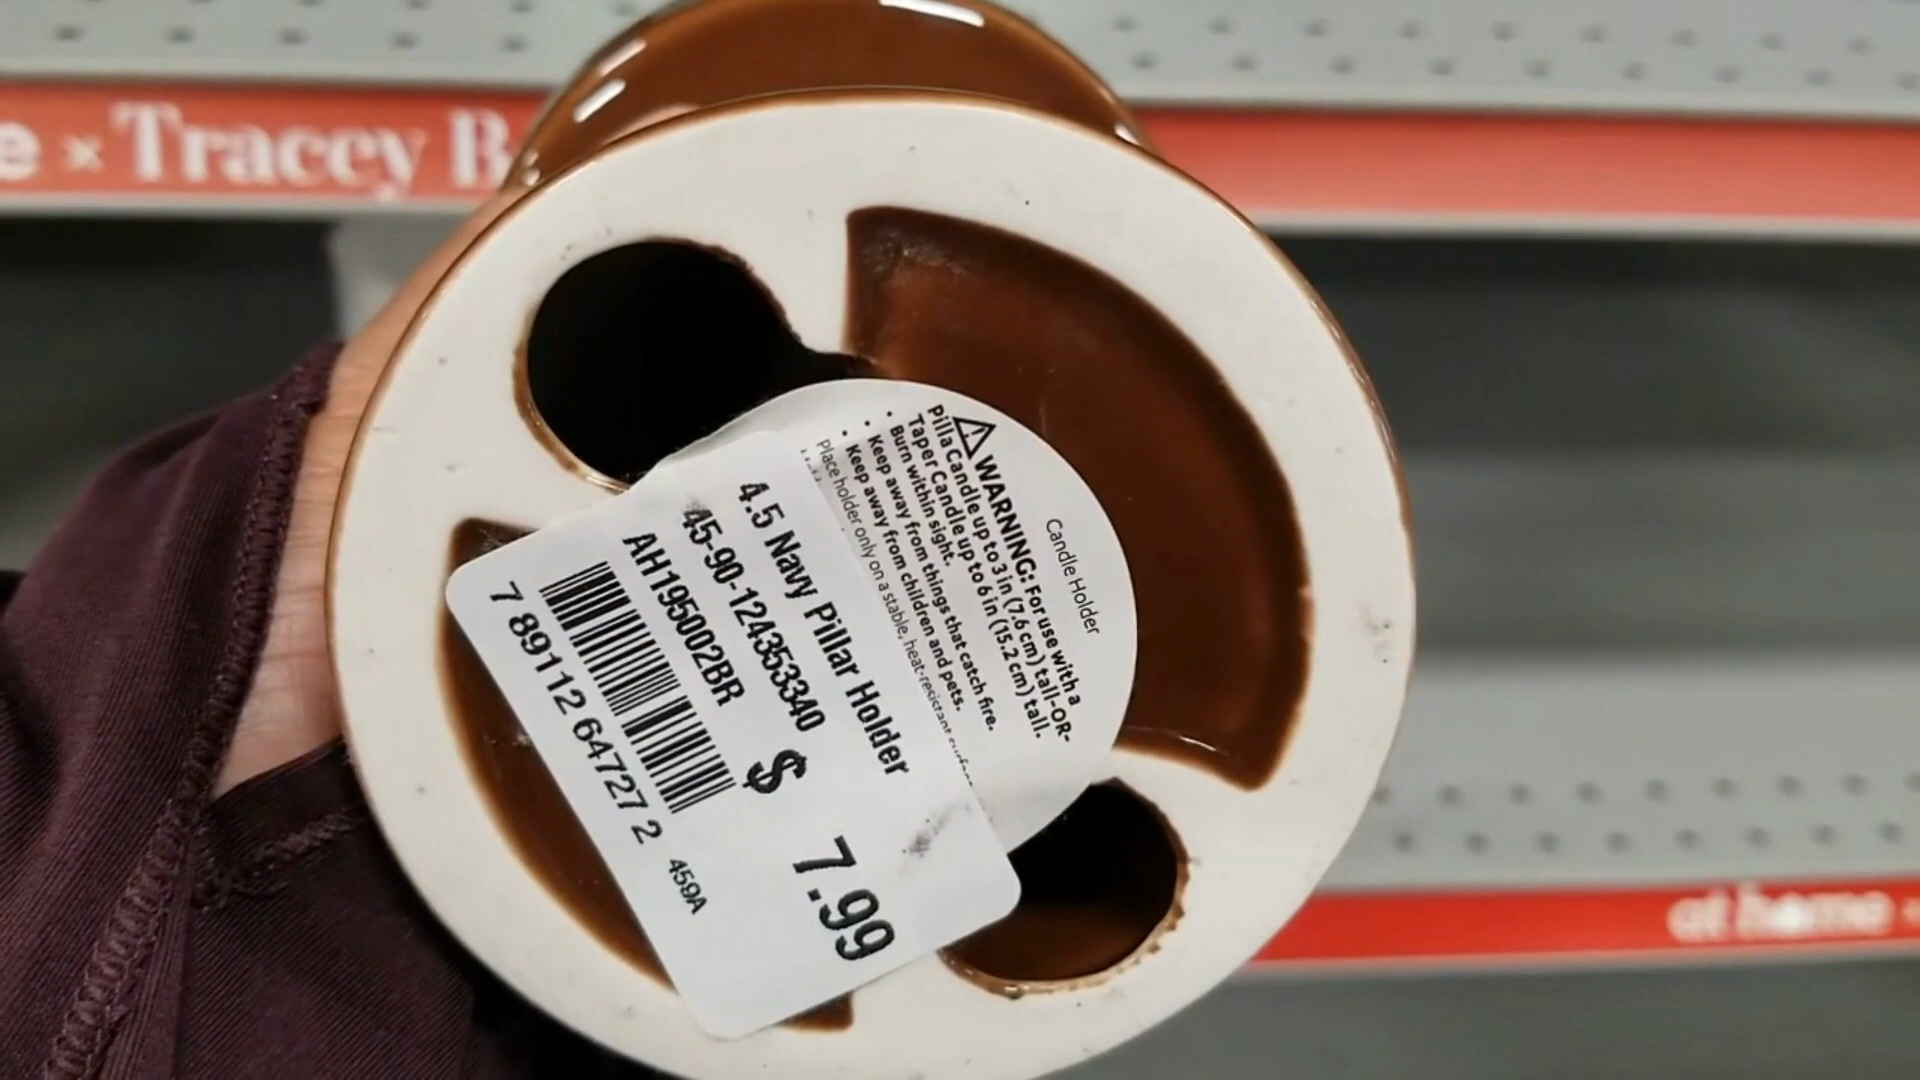 e × Tracey B
Candle Holder
⚠WARNING: For use with a
Pilla Candle up to 3 in (7.6 cm) tall-OR-
Taper Candle up to 6 in (15.2 cm) tall.
• Burn within sight.
• Keep away from things that catch fire.
• Keep away from children and pets.
Place holder only on a stable, heat-resistant surface
4.5 Navy Pillar Holder
45-90-124353340
AH195002BR
7 89112 64727 2
459A
$ 7.99
at home